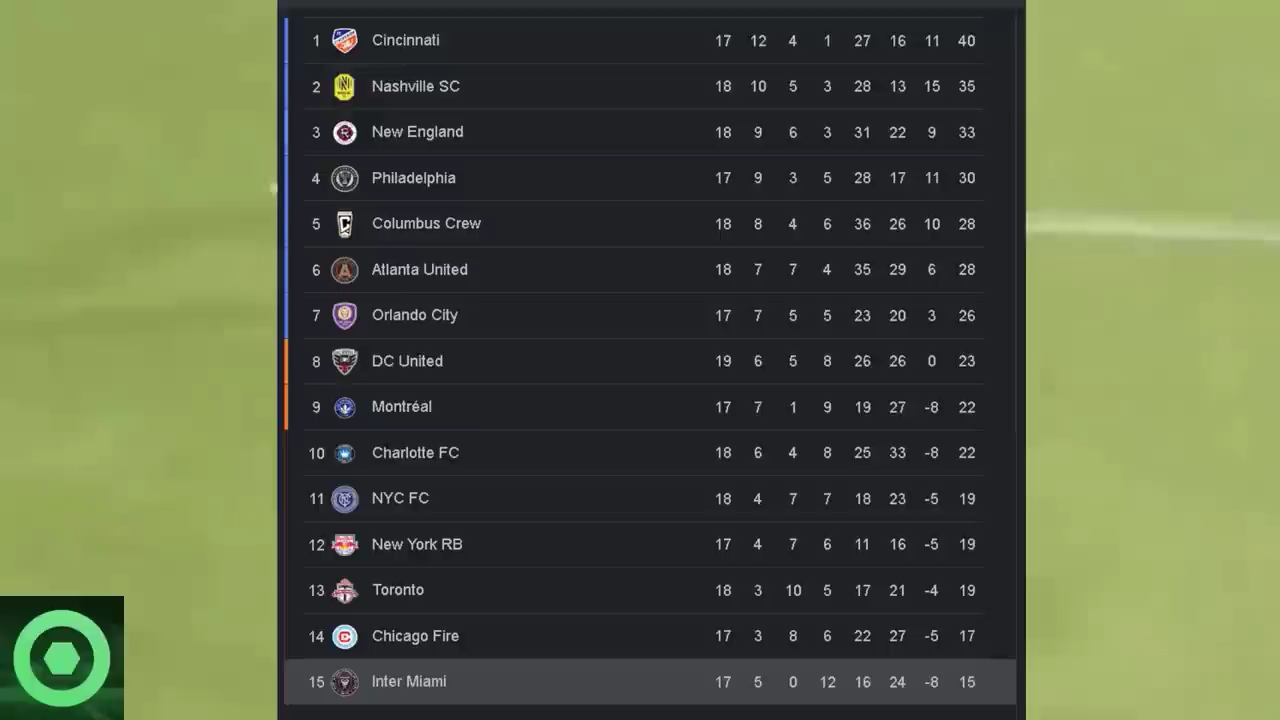 1 Cincinnati 17 12 4 1 27 16 11 40
2 Nashville SC 18 10 5 3 28 13 15 35
3 New England 18 9 6 3 31 22 9 33
4 Philadelphia 17 9 3 5 28 17 11 30
5 Columbus Crew 18 8 4 6 36 26 10 28
6 Atlanta United 18 7 7 4 35 29 6 28
7 Orlando City 17 7 5 5 23 20 3 26
8 DC United 19 6 5 8 26 26 0 23
9 Montréal 17 7 1 9 19 27 -8 22
10 Charlotte FC 18 6 4 8 25 33 -8 22
11 NYC FC 18 4 7 7 18 23 -5 19
12 New York RB 17 4 7 6 11 16 -5 19
13 Toronto 18 3 10 5 17 21 -4 19
14 Chicago Fire 17 3 8 6 22 27 -5 17
15 Inter Miami 17 5 0 12 16 24 -8 15